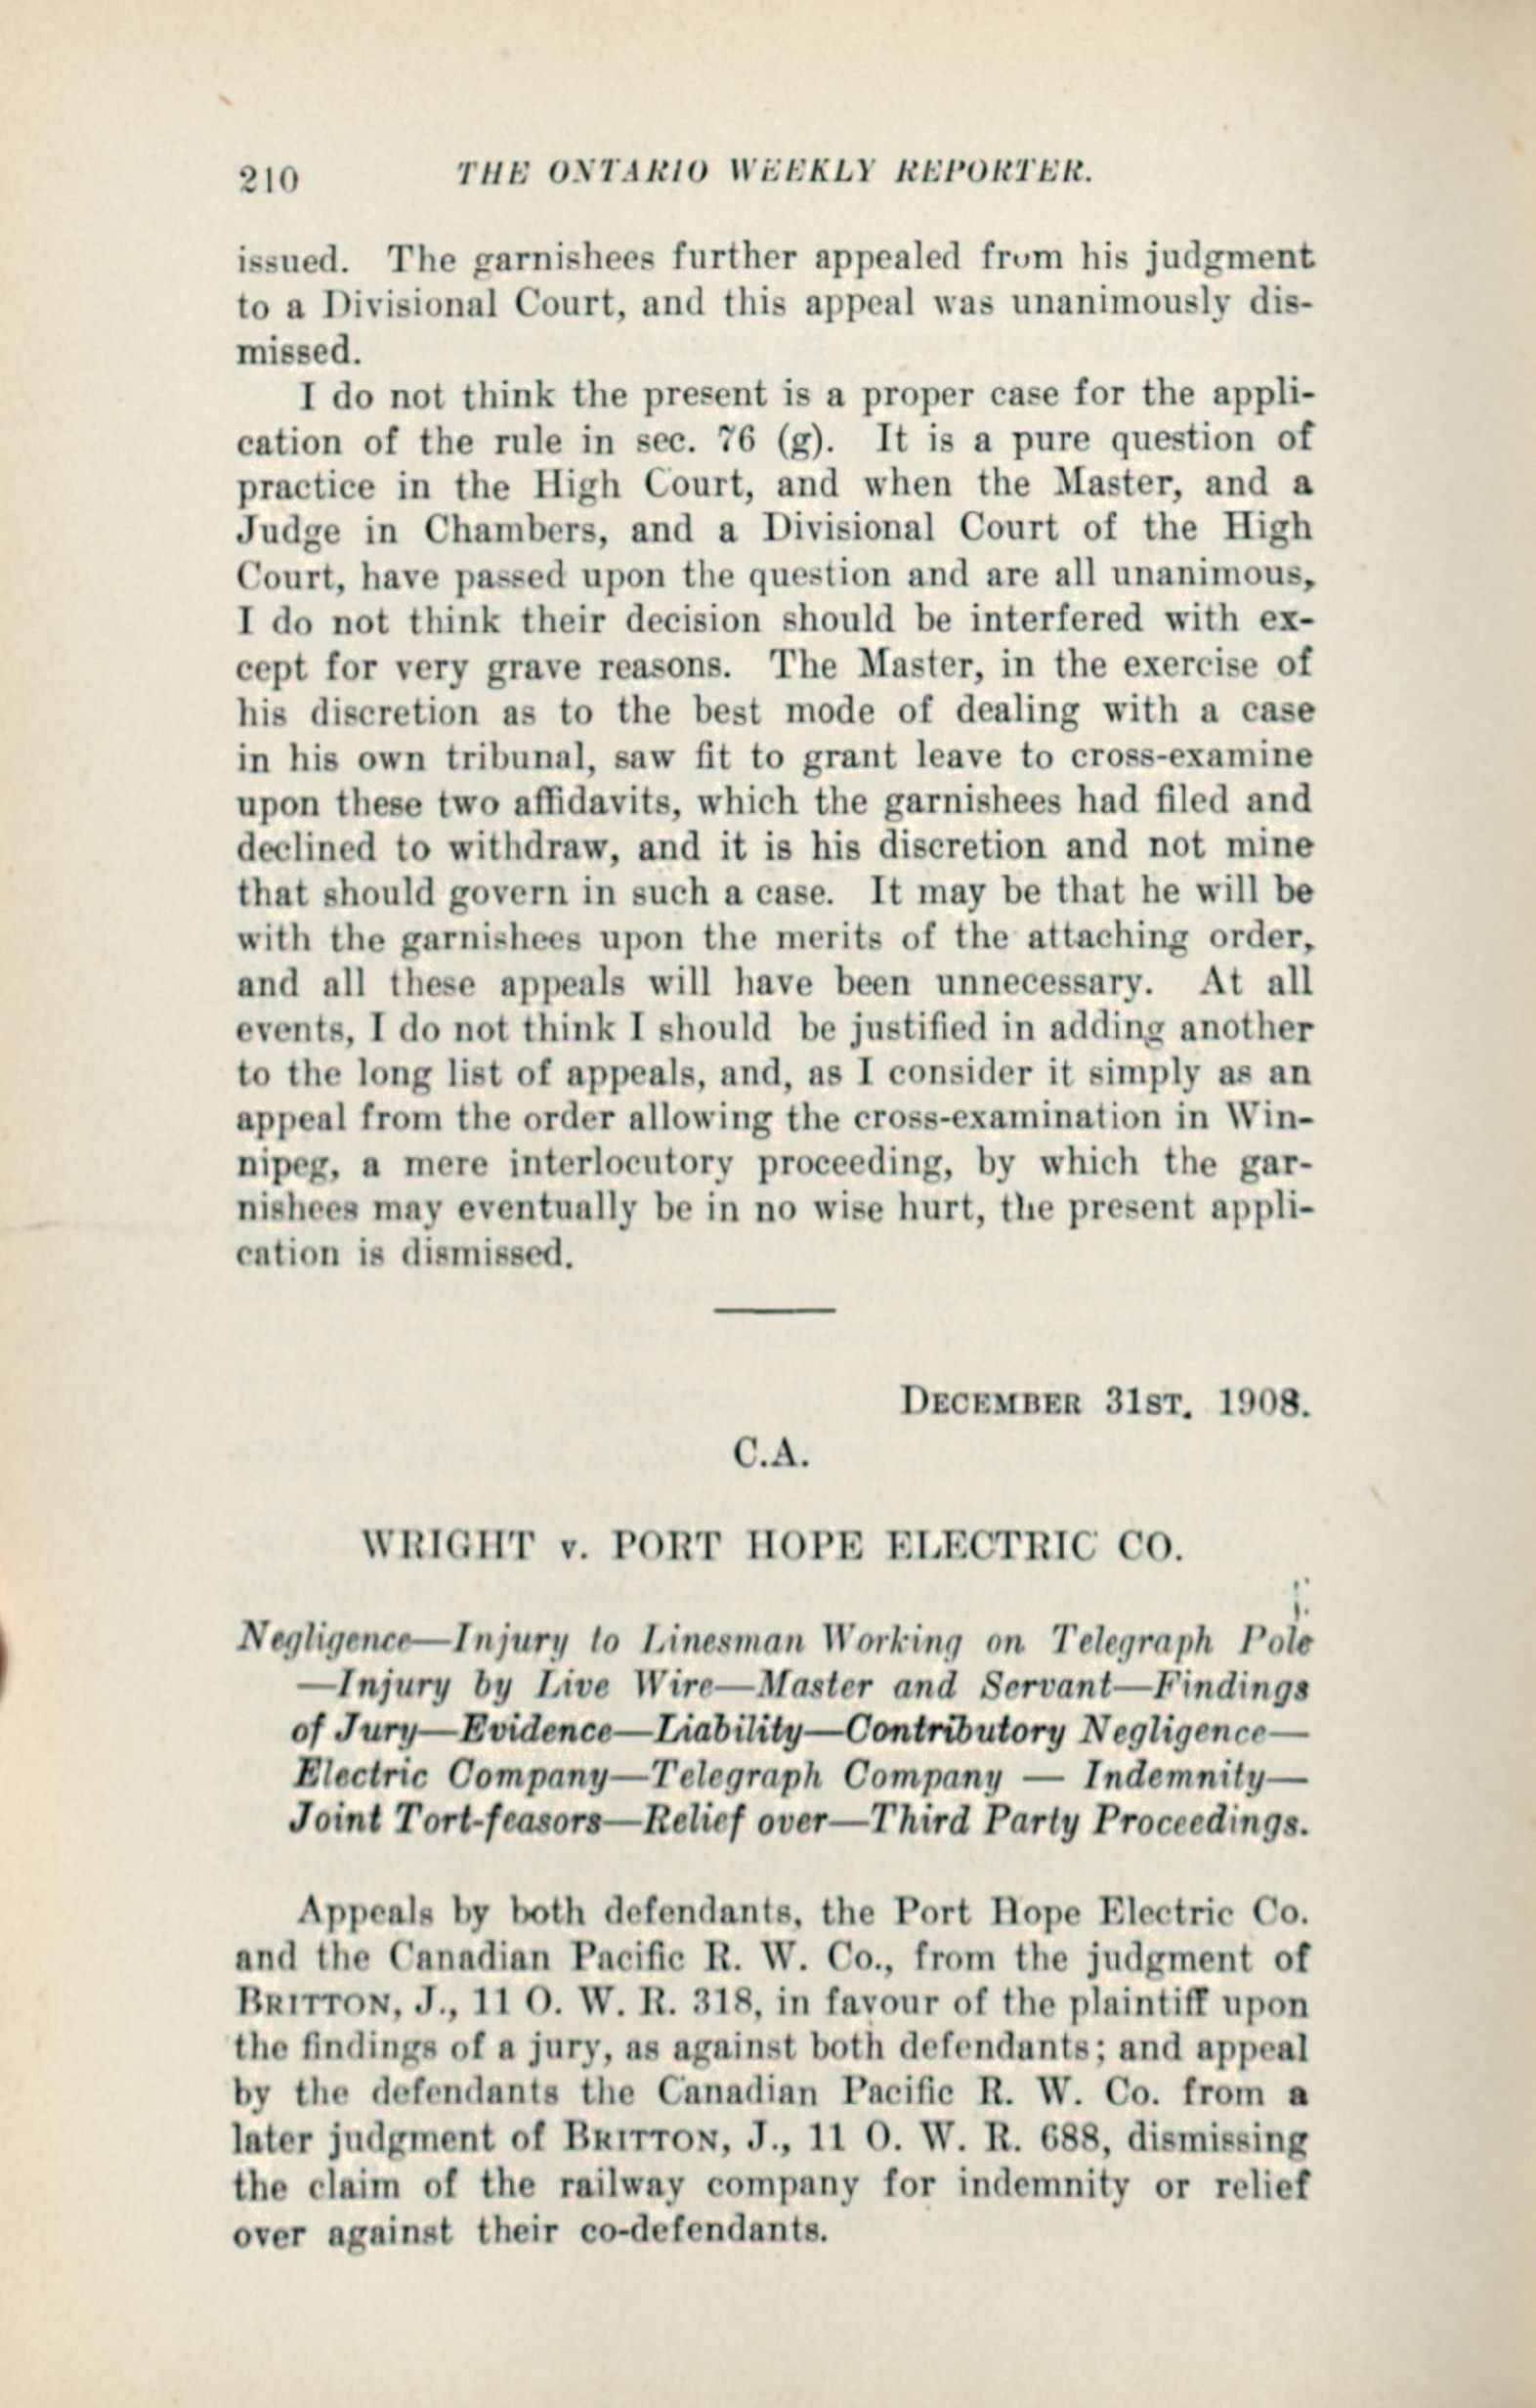 210 THE ONTARIO WEEKLY REPORTER.
issued. The garnishees further appealed from his judgment
to a Divisional Court, and this appeal was unanimously dis-
missed.
I do not think the present is a proper case for the appli-
cation of the rule in sec. 76 (g). It is a pure question of
practice in the High Court, and when the Master, and a
Judge in Chambers, and a Divisional Court of the High
Court, have passed upon the question and are all unanimous,
I do not think their decision should be interfered with ex-
cept for very grave reasons. The Master, in the exercise of
his discretion as to the best mode of dealing with a case
in his own tribunal, saw fit to grant leave to cross-examine
upon these two affidavits, which the garnishees had filed and
declined to withdraw, and it is his discretion and not mine
that should govern in such a case. It may be that he will be
with the garnishees upon the merits of the attaching order,
and all these appeals will have been unnecessary. At all
events, I do not think I should be justified in adding another
to the long list of appeals, and, as I consider it simply as an
appeal from the order allowing the cross-examination in Win-
nipeg, a mere interlocutory proceeding, by which the gar-
nishees may eventually be in no wise hurt, the present appli-
cation is dismissed.
DECEMBER 31ST. 1908.
C.A.
WRIGHT v. PORT HOPE ELECTRIC CO.
Negligence—Injury to Linesman Working on Telegraph Pole
—Injury by Live Wire—Master and Servant—Findings
of Jury—Evidence—Liability—Contributory Negligence—
Electric Company—Telegraph Company — Indemnity—
Joint Tort-feasors—Relief over—Third Party Proceedings.
Appeals by both defendants, the Port Hope Electric Co.
and the Canadian Pacific R. W. Co., from the judgment of
BRITTON, J., 11 O. W. R. 318, in favour of the plaintiff upon
the findings of a jury, as against both defendants; and appeal
by the defendants the Canadian Pacific R. W. Co. from a
later judgment of BRITTON, J., 11 O. W. R. 688, dismissing
the claim of the railway company for indemnity or relief
over against their co-defendants.